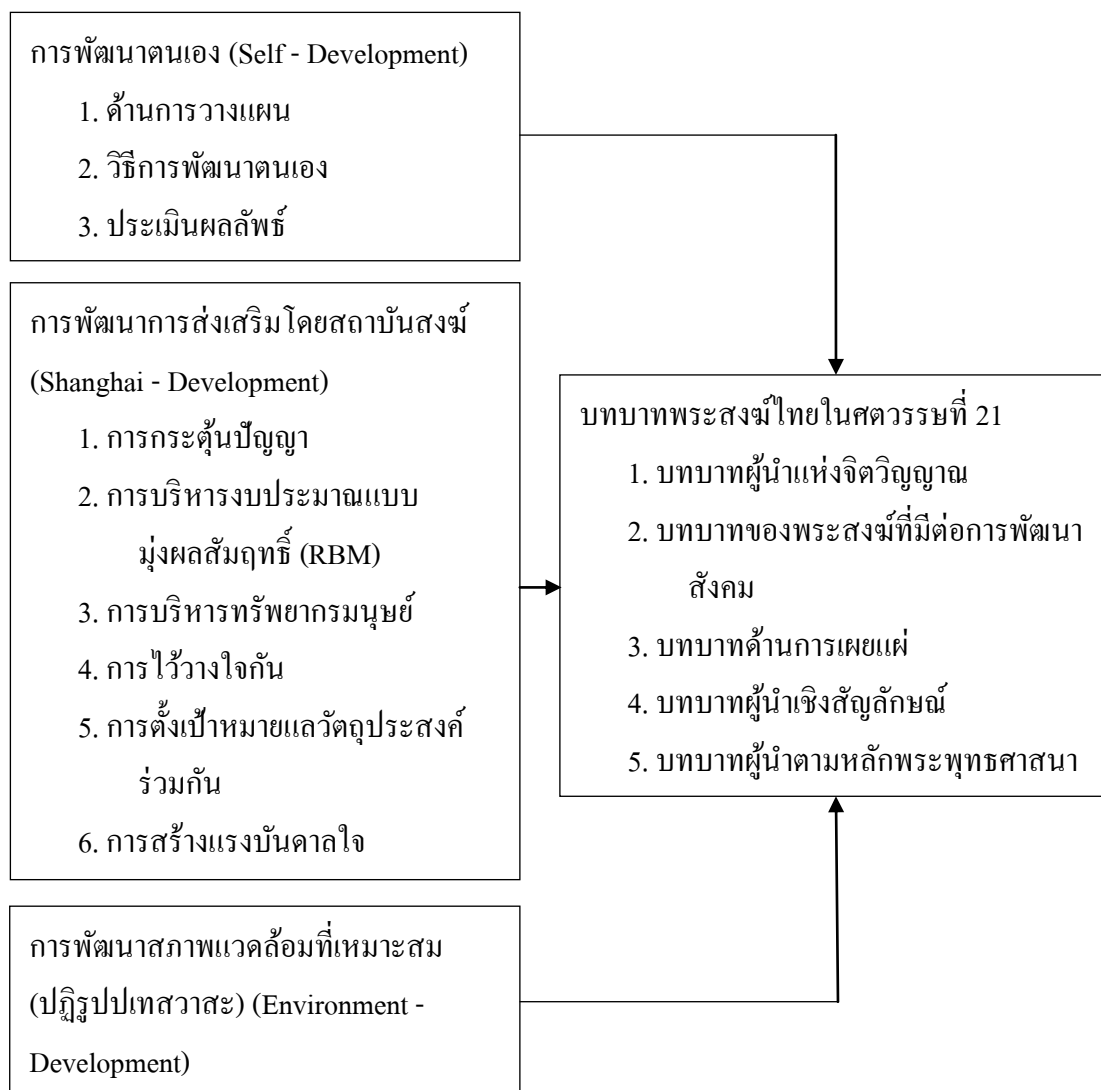 การพัฒนาตนเอง (Self - Development)
1. ด้านการวางแผน
2. วิธีการพัฒนาตนเอง
3. ประเมินผลลัพธ์
การพัฒนาการส่งเสริมโดยสถาบันสงฆ์
(Shanghai - Development)
1. การกระตุ้นปัญญา
2. การบริหารงบประมาณแบบ
มุ่งผลสัมฤทธิ์ (RBM)
3. การบริหารทรัพยากรมนุษย์
4. การไว้วางใจกัน
5. การตั้งเป้าหมายแลวัตถุประสงค์
ร่วมกัน
6. การสร้างแรงบันดาลใจ
การพัฒนาสภาพแวดล้อมที่เหมาะสม
(ปฏิรูปปเทสวาสะ) (Environment -
Development)
บทบาทพระสงฆ์ไทยในศตวรรษที่ 21
1. บทบาทผู้นำแห่งจิตวิญญาณ
2. บทบาทของพระสงฆ์ที่มีต่อการพัฒนา
สังคม
3. บทบาทด้านการเผยแผ่
4. บทบาทผู้นำเชิงสัญลักษณ์
5. บทบาทผู้นำตามหลักพระพุทธศาสนา